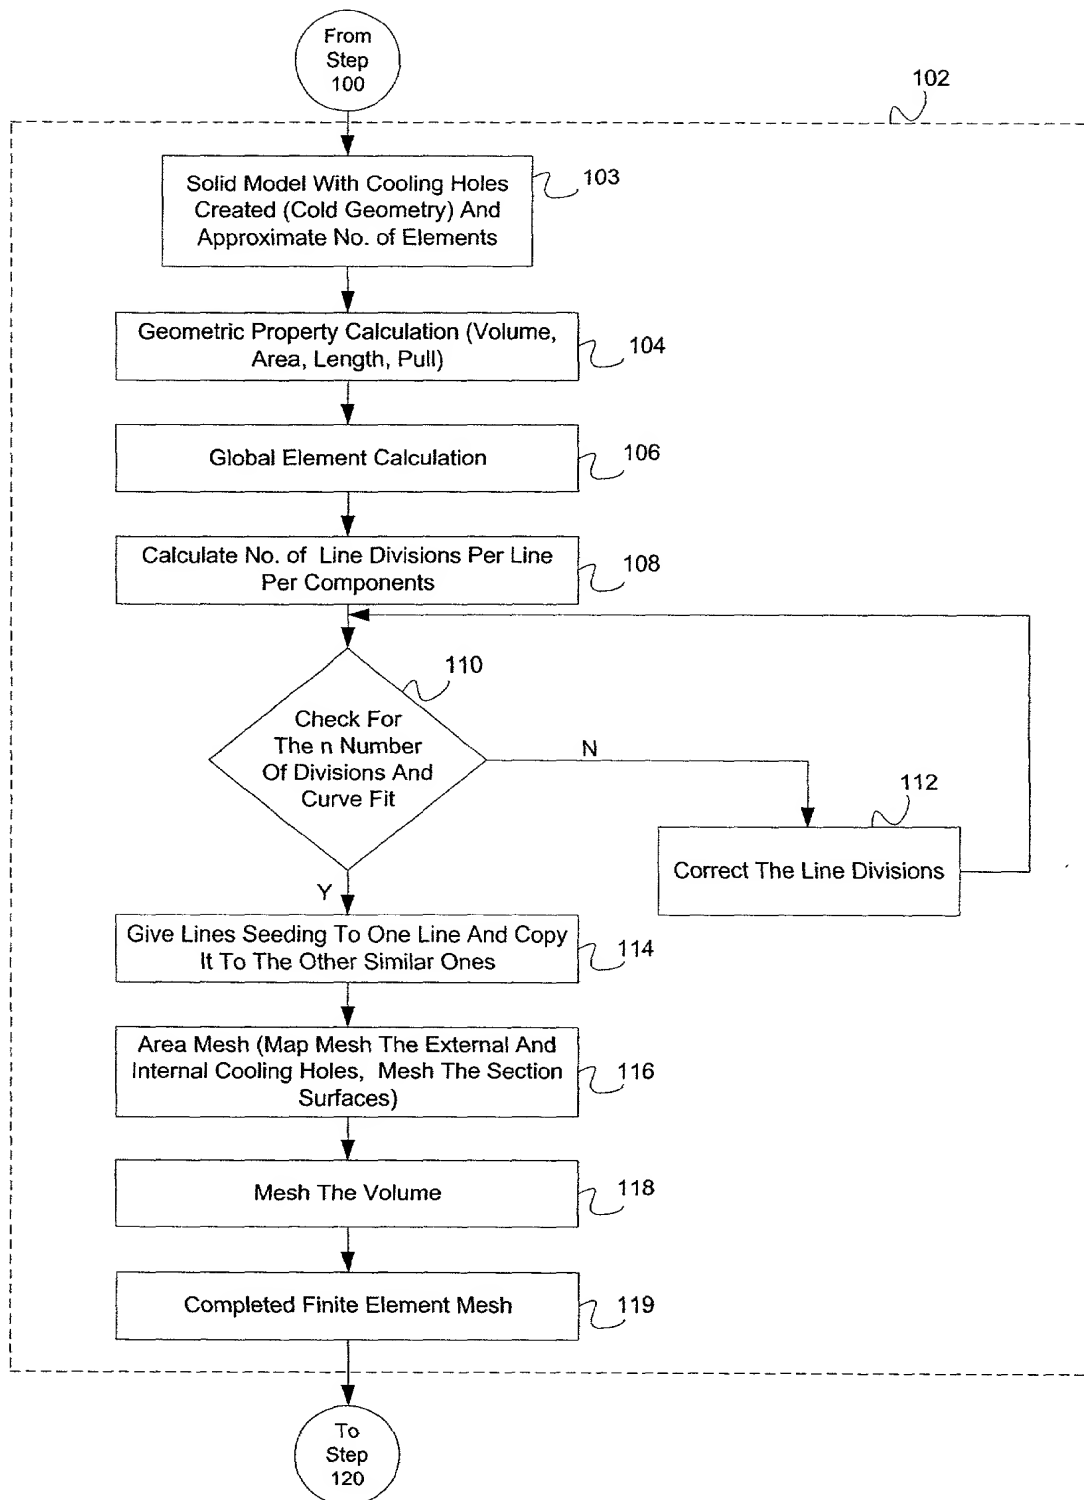 From
Step
100
102
Solid Model With Cooling Holes
Created (Cold Geometry) And
Approximate No. of Elements
103
Geometric Property Calculation (Volume,
Area, Length, Pull)
104
Global Element Calculation
106
Calculate No. of Line Divisions Per Line
Per Components
108
110
Check For
The n Number
Of Divisions And
Curve Fit
N
112
Correct The Line Divisions
Y
Give Lines Seeding To One Line And Copy
It To The Other Similar Ones
114
Area Mesh (Map Mesh The External And
Internal Cooling Holes, Mesh The Section
Surfaces)
116
Mesh The Volume
118
Completed Finite Element Mesh
119
To
Step
120